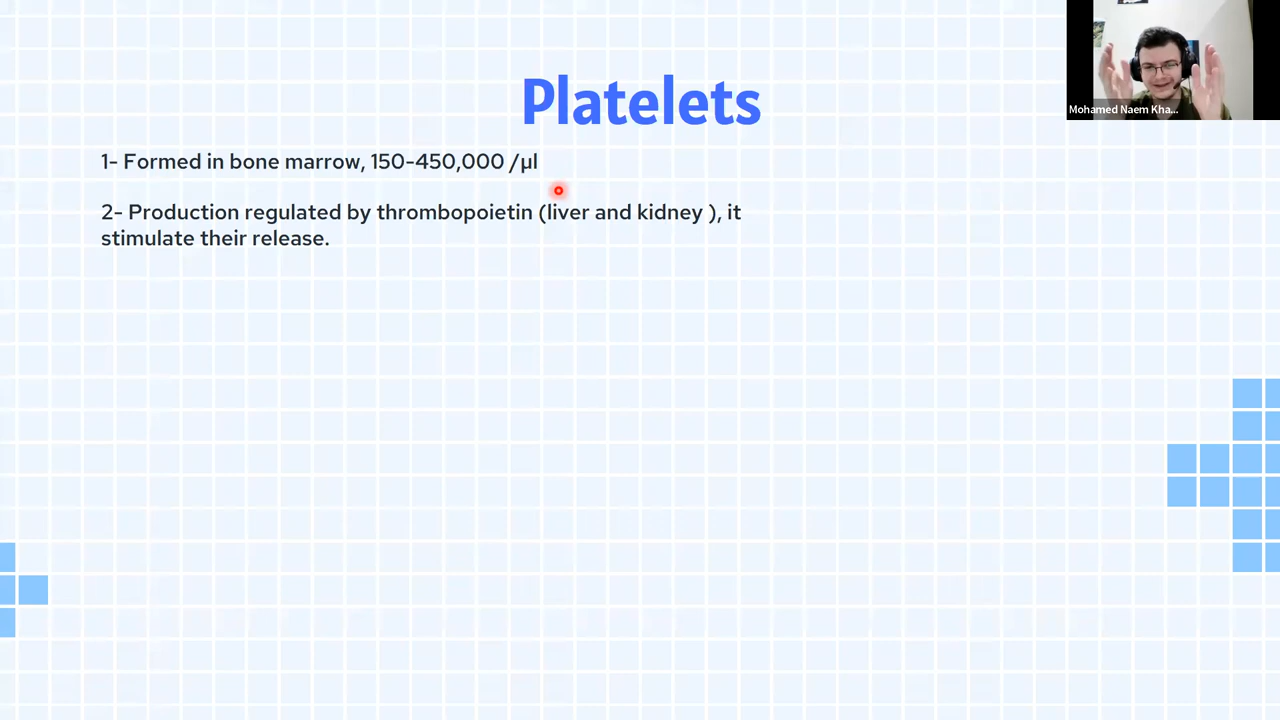 Platelets
1- Formed in bone marrow, 150-450,000 /µl
2- Production regulated by thrombopoietin (liver and kidney ), it
stimulate their release.
Mohamed Naem Kha...